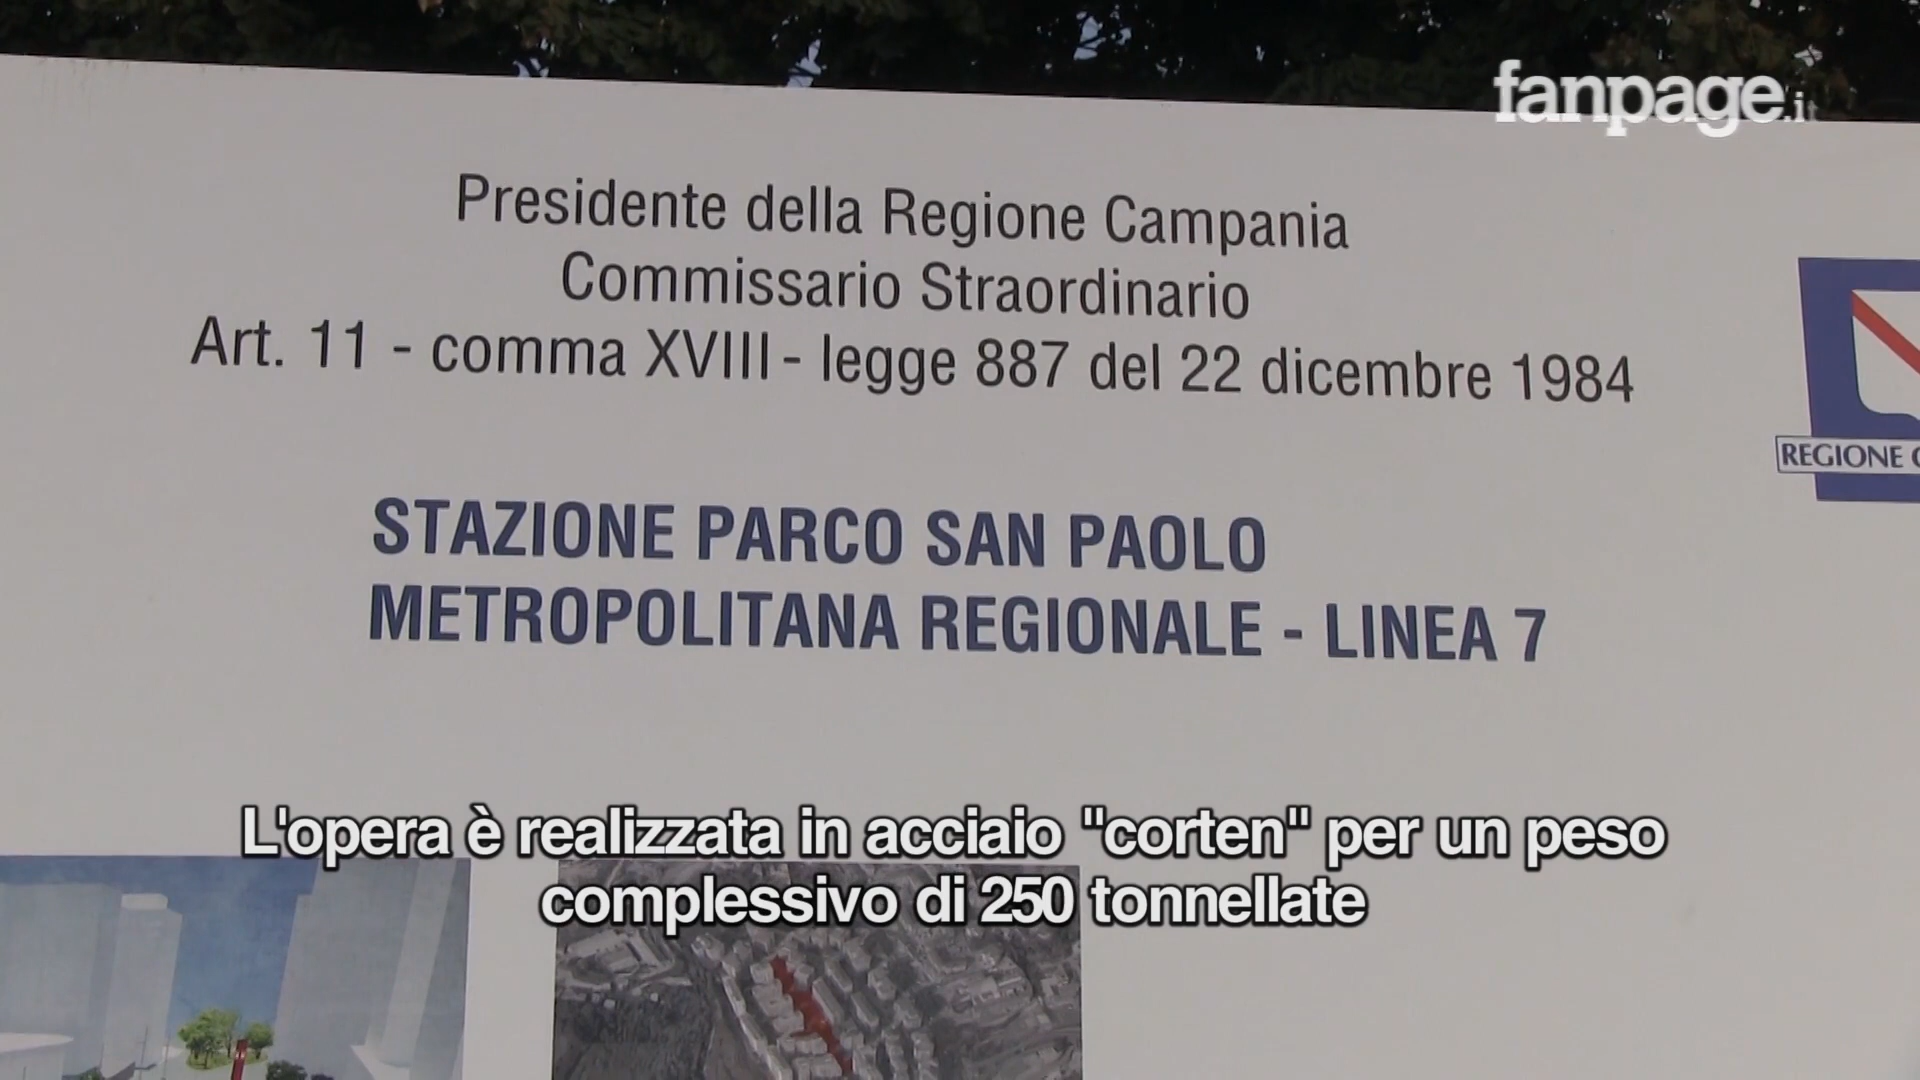 fanpage.it
Presidente della Regione Campania
Commissario Straordinario
Art. 11 - comma XVIII - legge 887 del 22 dicembre 1984
REGIONE
STAZIONE PARCO SAN PAOLO
METROPOLITANA REGIONALE - LINEA 7
L'opera è realizzata in acciaio "corten" per un peso
complessivo di 250 tonnellate